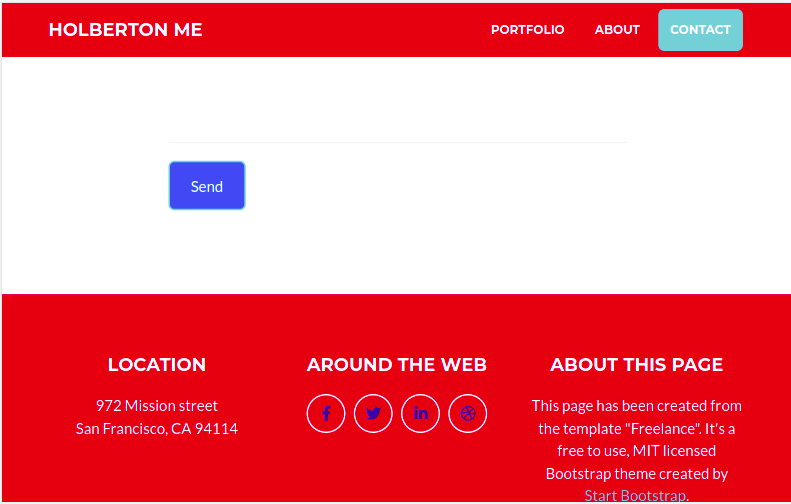 HOLBERTON ME
PORTFOLIO
ABOUT
CONTACT
Send
LOCATION
972 Mission street
San Francisco, CA 94114
AROUND THE WEB
ABOUT THIS PAGE
This page has been created from
the template "Freelance". It's a
free to use, MIT licensed
Bootstrap theme created by
Start Bootstrap.